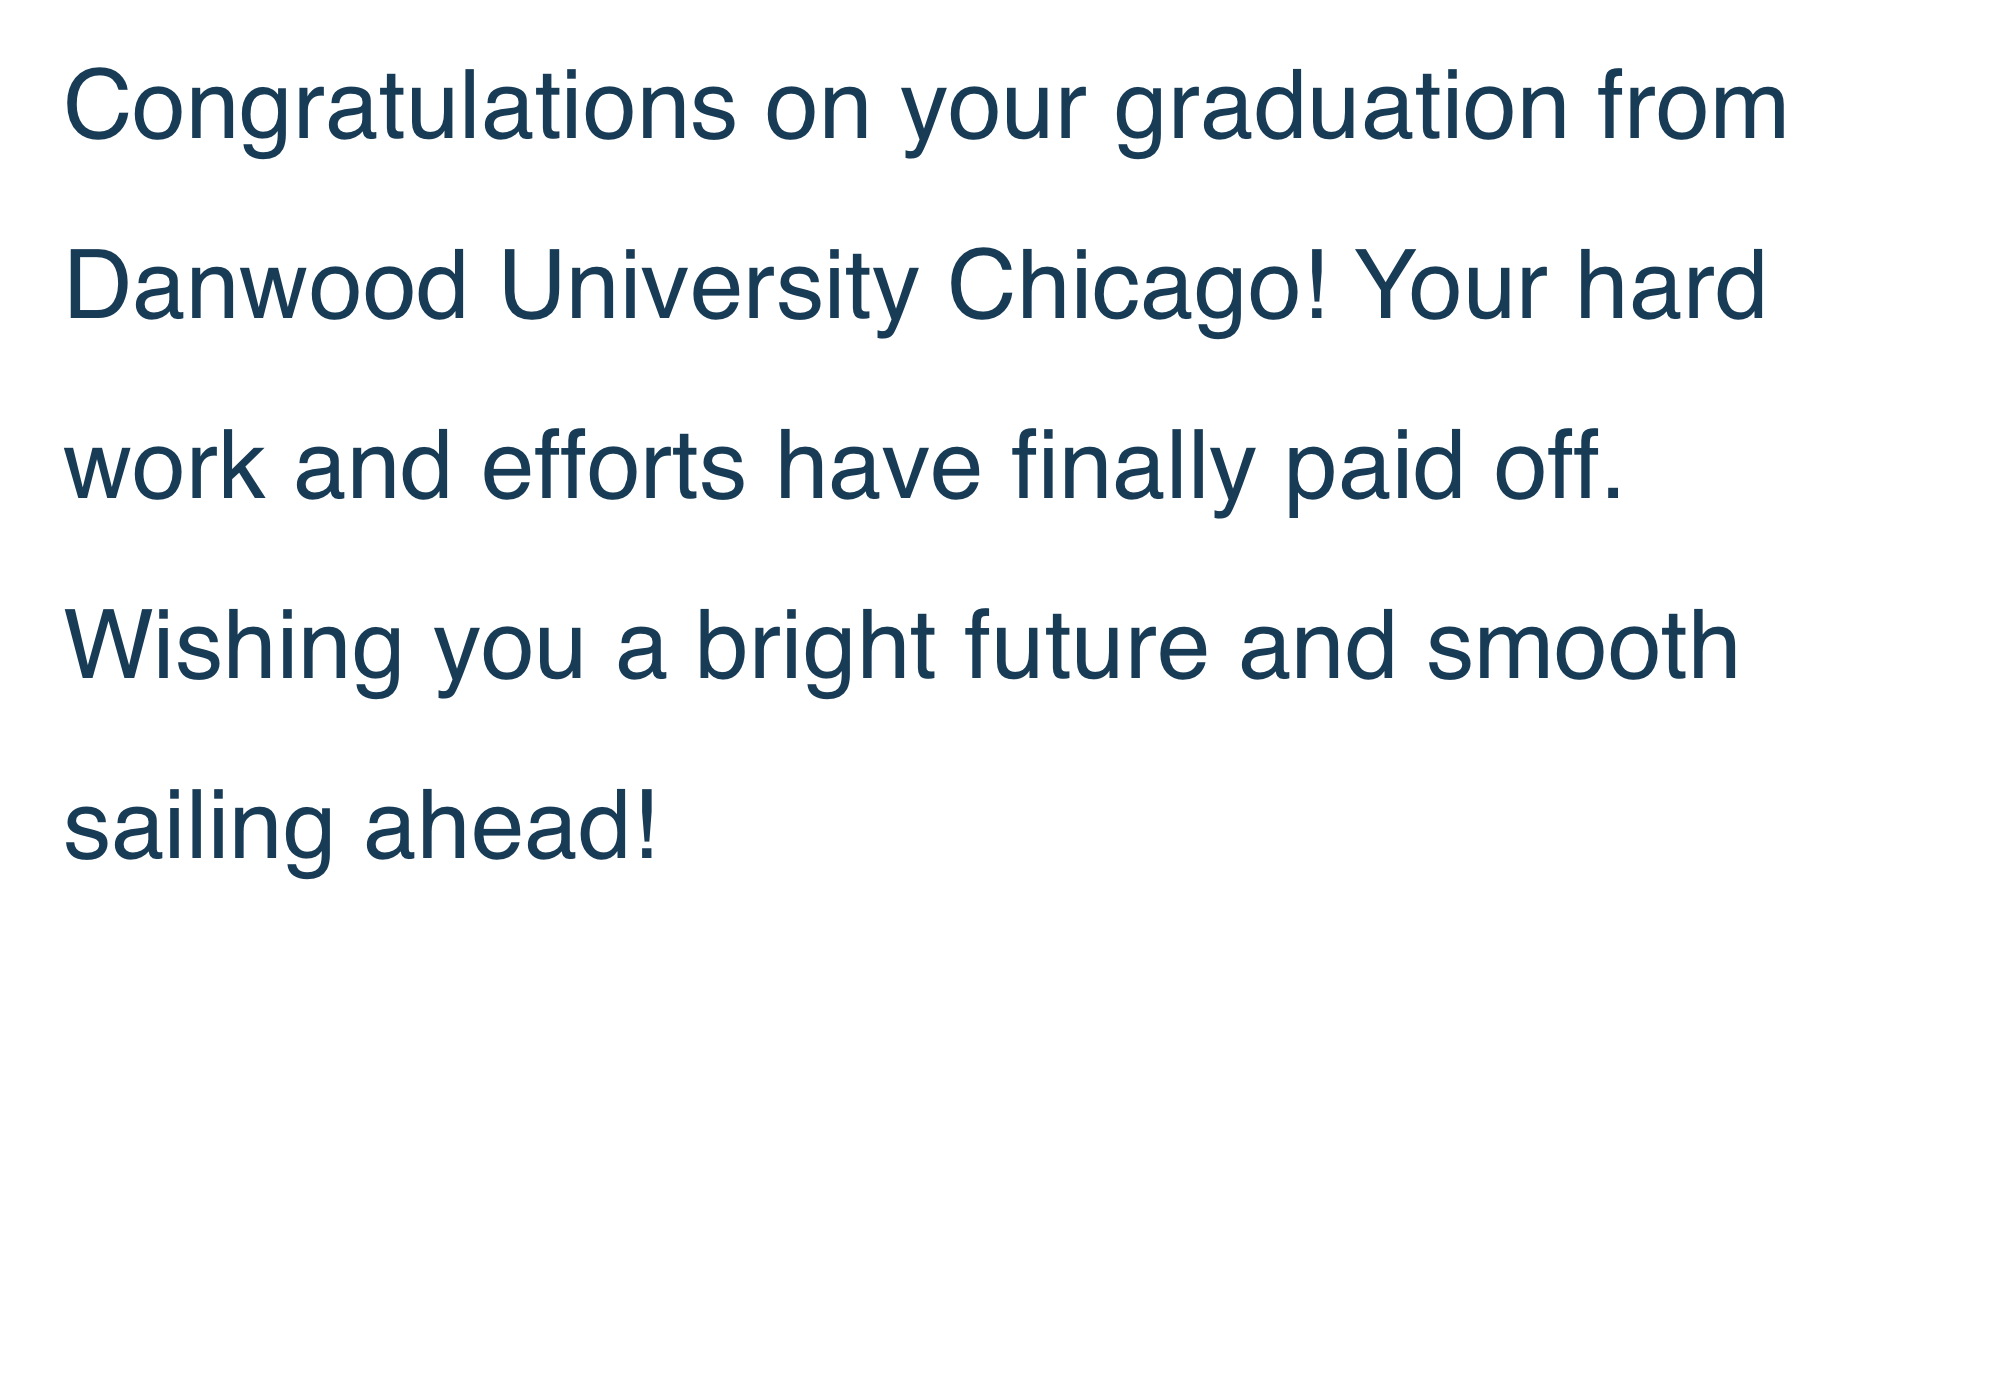 Congratulations on your graduation from
Danwood University Chicago! Your hard
work and efforts have finally paid off.
Wishing you a bright future and smooth
sailing ahead!